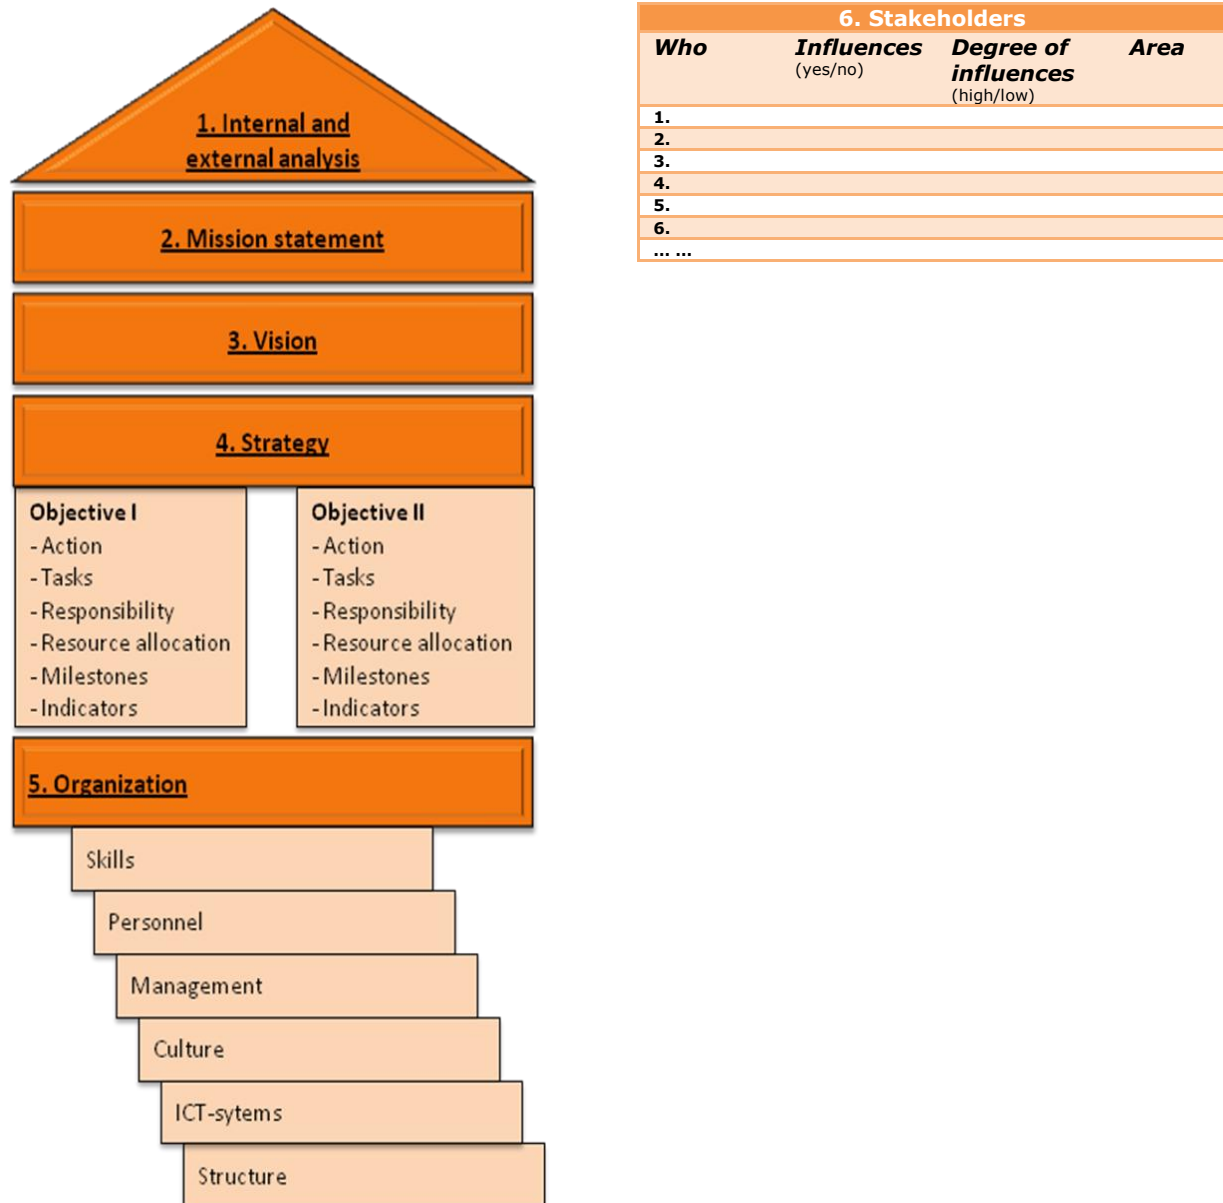 1. Internal and
external analysis
2. Mission statement
3. Vision
4. Strategy
Objective I
- Action
- Tasks
- Responsibility
- Resource allocation
- Milestones
- Indicators
Objective II
- Action
- Tasks
- Responsibility
- Resource allocation
- Milestones
- Indicators
5. Organization
Skills
Personnel
Management
Culture
ICT-sytems
Structure
6. Stakeholders
Who Influences Degree of Area
(yes/no) influences
(high/low)
1.
2.
3.
4.
5.
6.
... ...